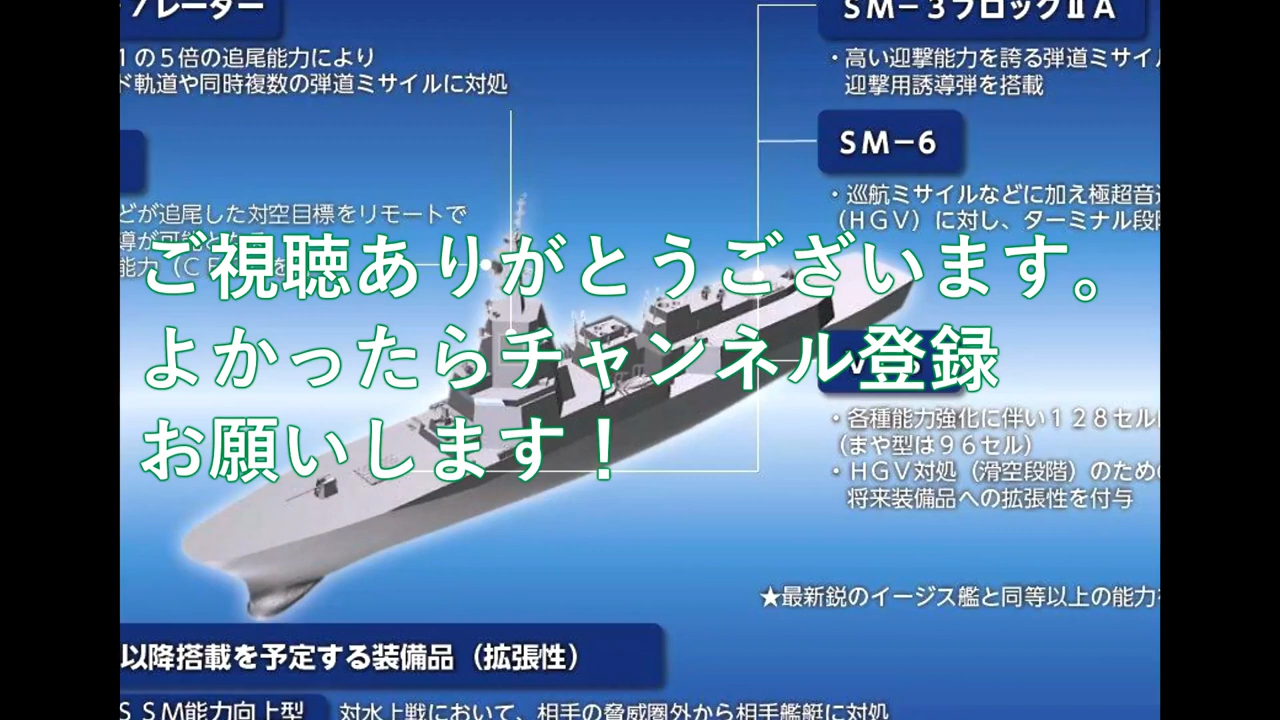 レーダー
1の5倍の追尾能力により
ド軌道や同時複数の弾道ミサイルに対処
SM－3ブロックⅡA
・高い迎撃能力を誇る弾道ミサイ
迎撃用誘導弾を搭載
SM－6
・巡航ミサイルなどに加え極超音
（HGV）に対し、ターミナル段
どが追尾した対空目標をリモートで
導が可能と
能力（C
ご視聴ありがとうございます。
よかったらチャンネル登録
お願いします！
・各種能力強化に伴い１２８セル
（まや型は９６セル）
・HGV対処（滑空段階）のため
将来装備品への拡張性を付与
★最新鋭のイージス艦と同等以上の能力
以降搭載を予定する装備品（拡張性）
SSM能力向上型
対水上戦において、相手の脅威圏外から相手艦艇に対処